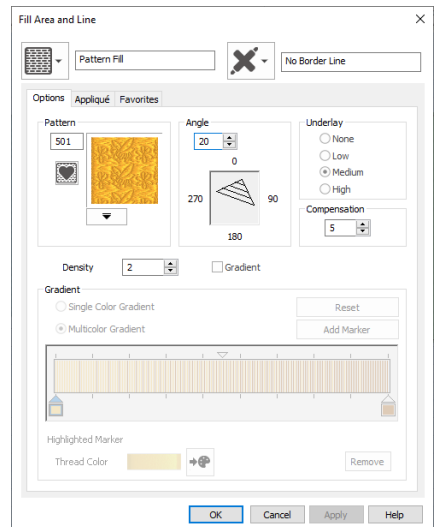 Fill Area and Line
Pattern Fill
No Border Line
Options Appliqué Favorites
Pattern
501
Angle
20
0
270
90
180
Underlay
None
Low
Medium
High
Compensation
5
Density 2
Gradient
Gradient
Single Color Gradient
Reset
Multicolor Gradient
Add Marker
Highlighted Marker
Thread Color
Remove
OK Cancel Apply Help